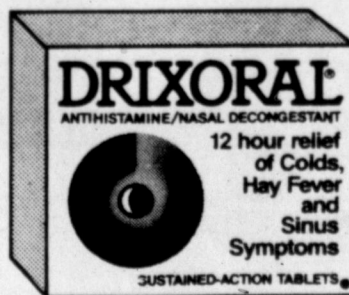 DRIXORAL®
ANTIHISTAMINE/NASAL DECONGESTANT
12 hour relief
of Colds,
Hay Fever
and
Sinus
Symptoms
SUSTAINED-ACTION TABLETS